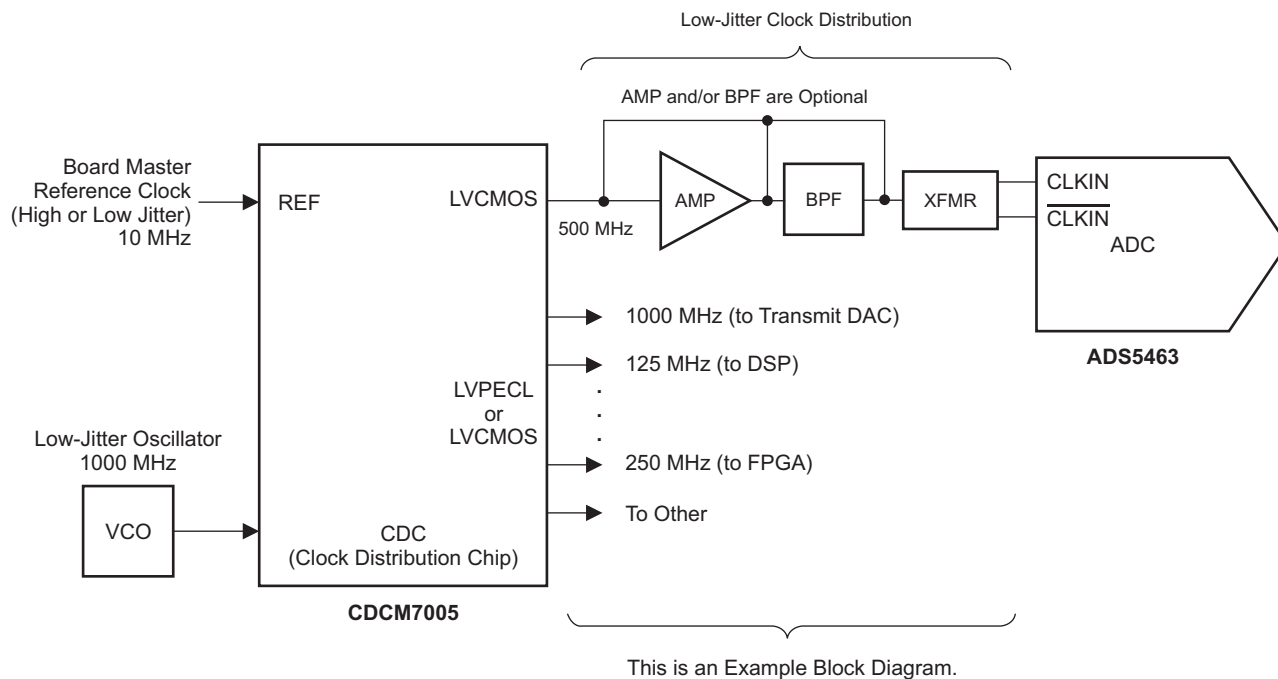 Low-Jitter Clock Distribution
AMP and/or BPF are Optional
Board Master
Reference Clock
(High or Low Jitter)
10 MHz
REF
LVCMOS
500 MHz
AMP
BPF
XFMR
CLKIN
CLKIN
ADC
ADS5463
1000 MHz (to Transmit DAC)
125 MHz (to DSP)
LVPECL
or
LVCMOS
250 MHz (to FPGA)
To Other
Low-Jitter Oscillator
1000 MHz
VCO
CDC
(Clock Distribution Chip)
CDCM7005
This is an Example Block Diagram.